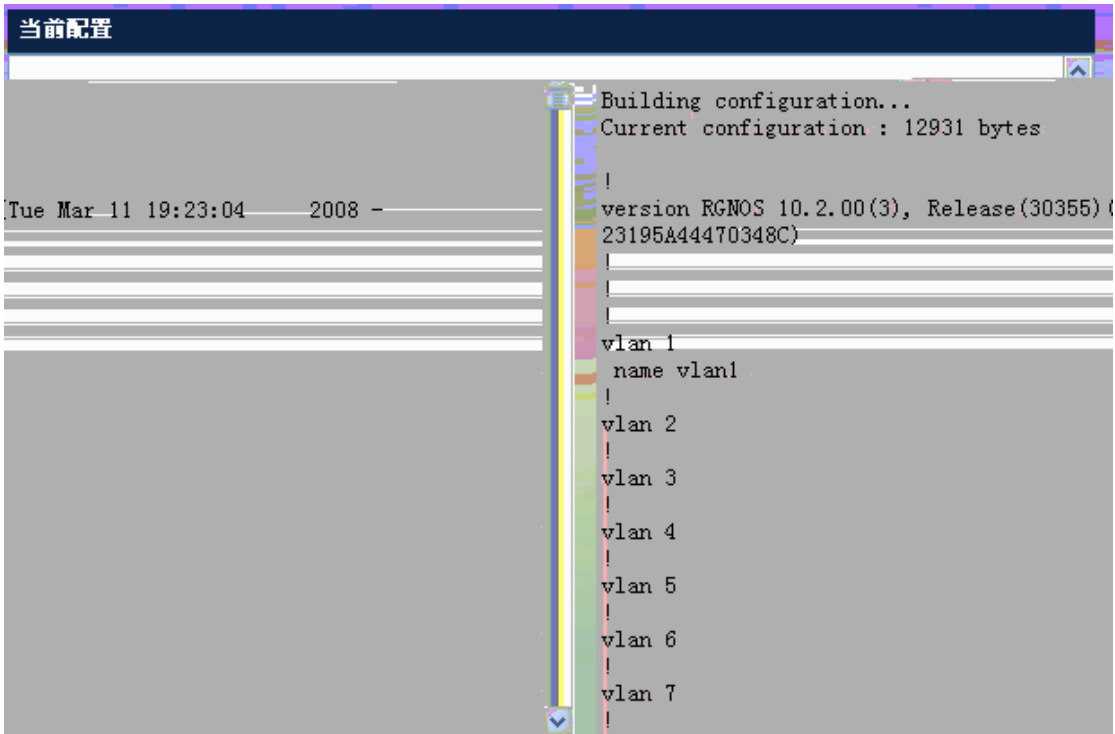 当前配置
Building configuration...
Current configuration : 12931 bytes
!
version RGNOS 10.2.00(3), Release(30355)(
Tue Mar 11 19:23:04 2008 -
23195A44470348C)
!
!
!
vlan 1
name vlan1
!
vlan 2
!
vlan 3
!
vlan 4
!
vlan 5
!
vlan 6
!
vlan 7
!